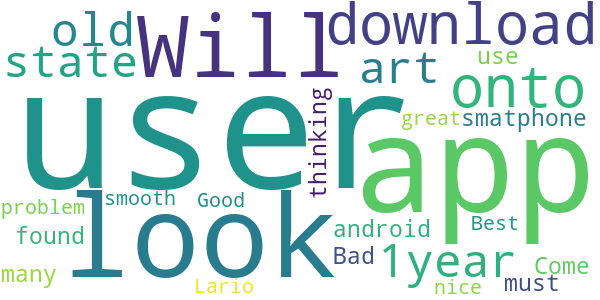 old Will download
state art onto use
user thinking great smatphone
app
look
problem smooth Good android Best
found Bad 1year Come
many Lario nice must